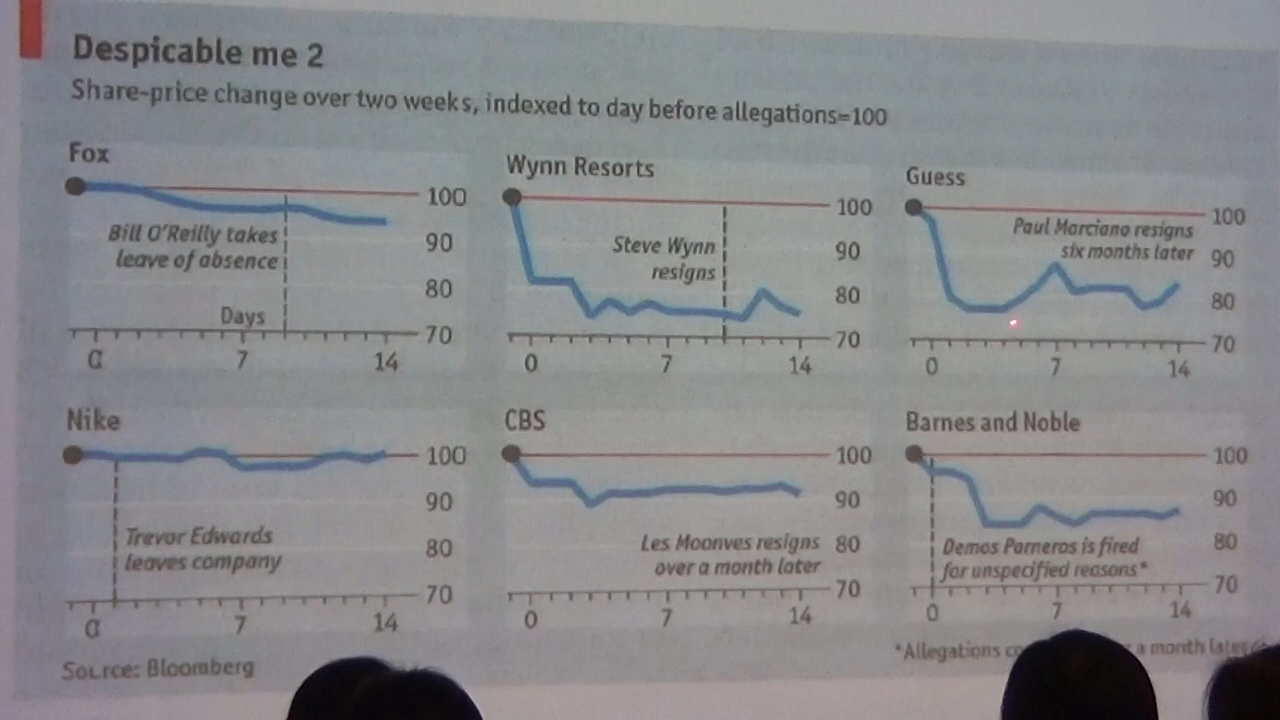 Despicable me 2
Share-price change over two weeks, indexed to day before allegations=100
Fox
100
90
80
70
Bill O'Reilly takes
leave of absence
Days
0 7 14
Wynn Resorts
100
90
80
70
Steve Wynn
resigns
0 7 14
Guess
100
90
80
70
Paul Marciano resigns
six months later
0 7 14
Nike
100
90
80
70
Trevor Edwards
leaves company
0 7 14
CBS
100
90
80
70
Les Moonves resigns
over a month later
0 7 14
Barnes and Noble
100
90
80
70
Demos Parneros is fired
for unspecified reasons*
0 7 14
Source: Bloomberg
*Allegations a month later